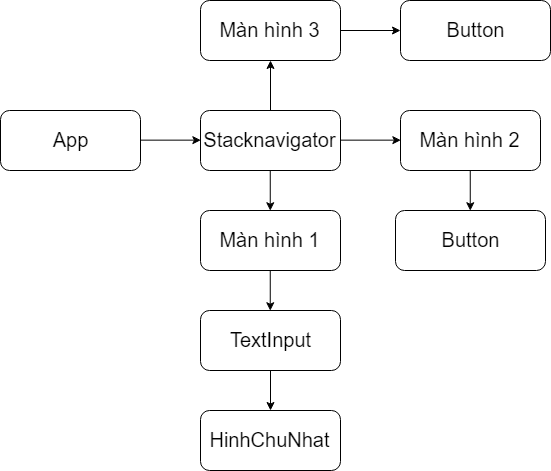 Màn hình 3
Button
App
Stacknavigator
Màn hình 2
Màn hình 1
Button
TextInput
HinhChuNhat